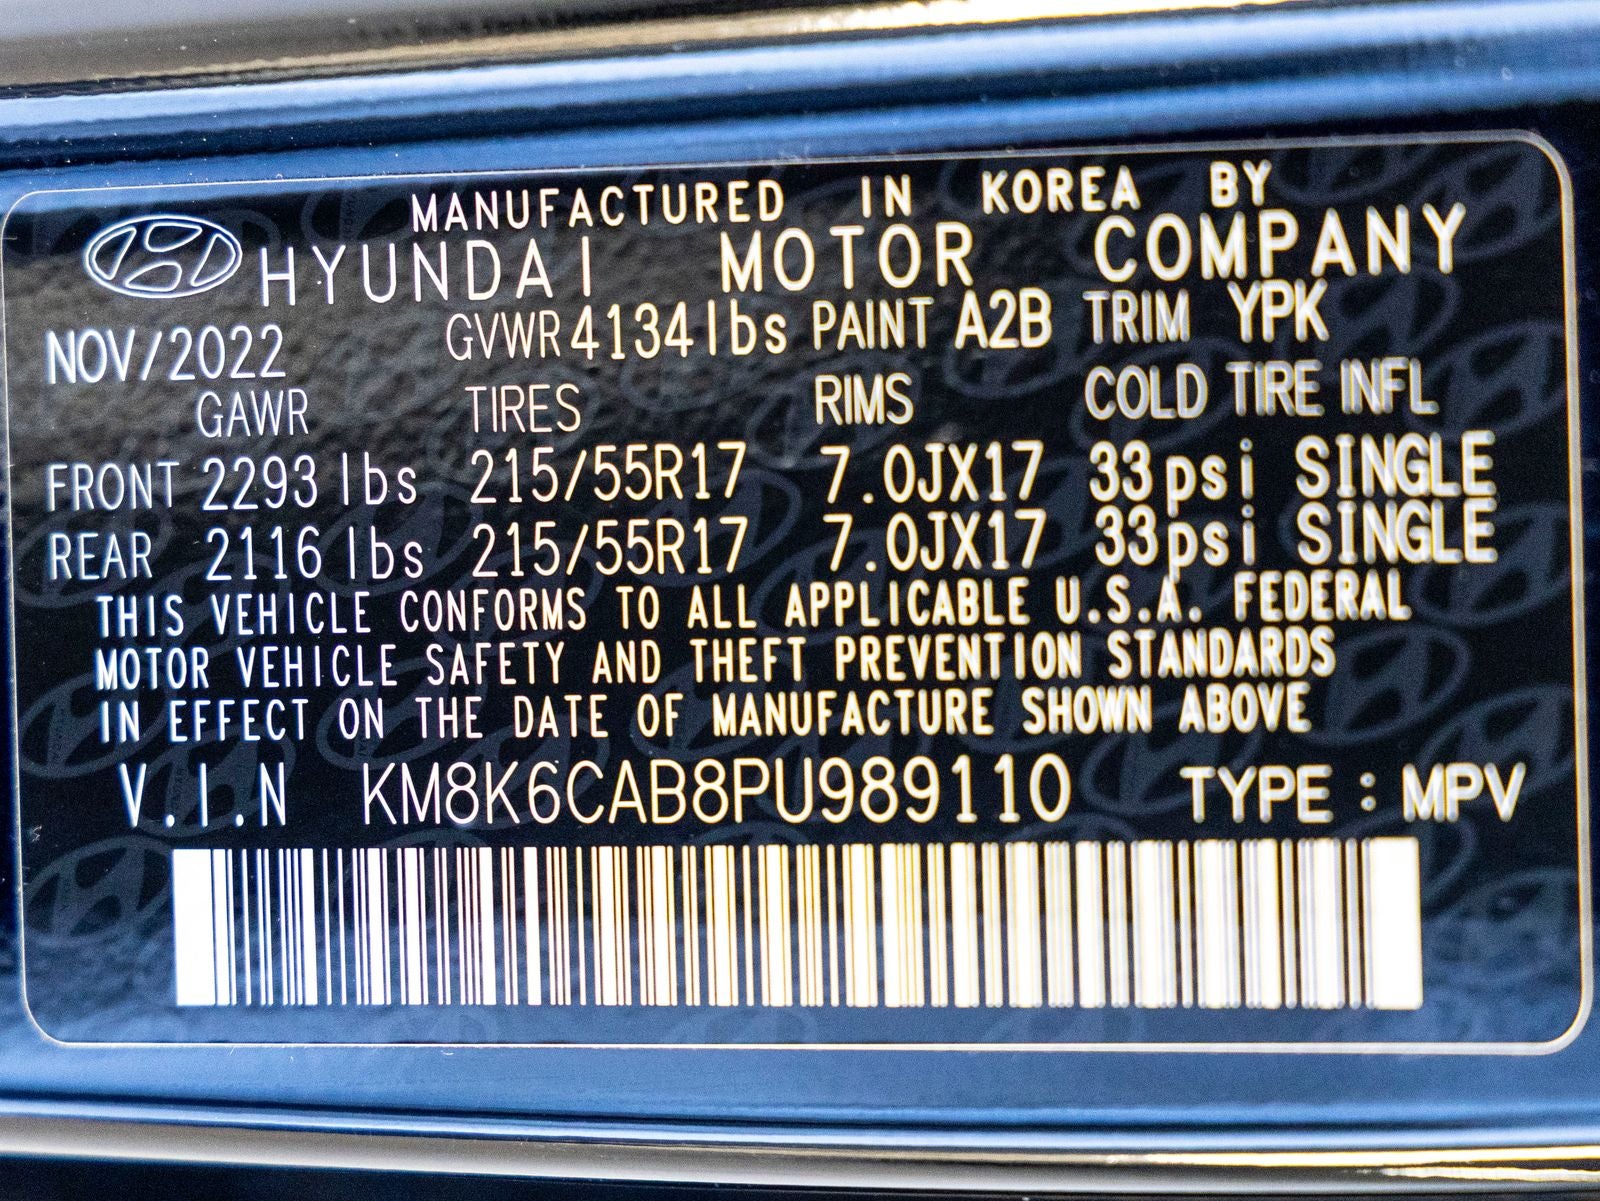 MANUFACTURED IN KOREA BY
HYUNDAI MOTOR COMPANY
NOV/2022 GVWR 4134lbs PAINT A2B TRIM YPK
GAWR TIRES RIMS COLD TIRE INFL
FRONT 2293 lbs 215/55R17 7.0JX17 33psi SINGLE
REAR 2116 lbs 215/55R17 7.0JX17 33psi SINGLE
THIS VEHICLE CONFORMS TO ALL APPLICABLE U.S.A. FEDERAL
MOTOR VEHICLE SAFETY AND THEFT PREVENTION STANDARDS
IN EFFECT ON THE DATE OF MANUFACTURE SHOWN ABOVE
V.I.N KM8K6CAB8PU989110 TYPE : MPV